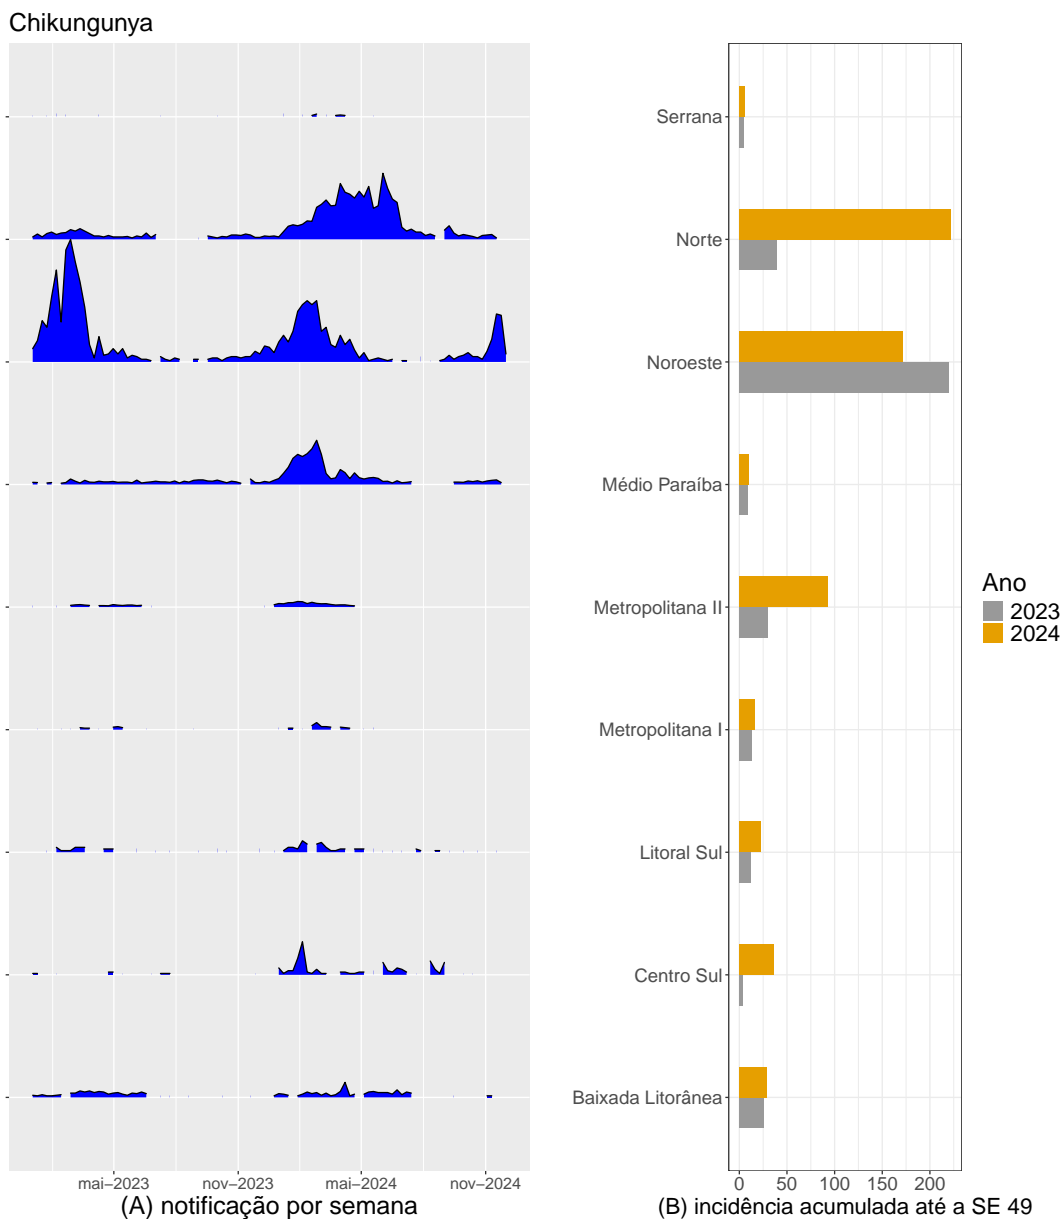 Chikungunya
Serrana
Norte
Noroeste
Médio Paraíba
Metropolitana II
Metropolitana I
Litoral Sul
Centro Sul
Baixada Litorânea
Ano
2023
2024
mai–2023 nov–2023 mai–2024 nov–2024
0 50 100 150 200
(A) notificação por semana
(B) incidência acumulada até a SE 49